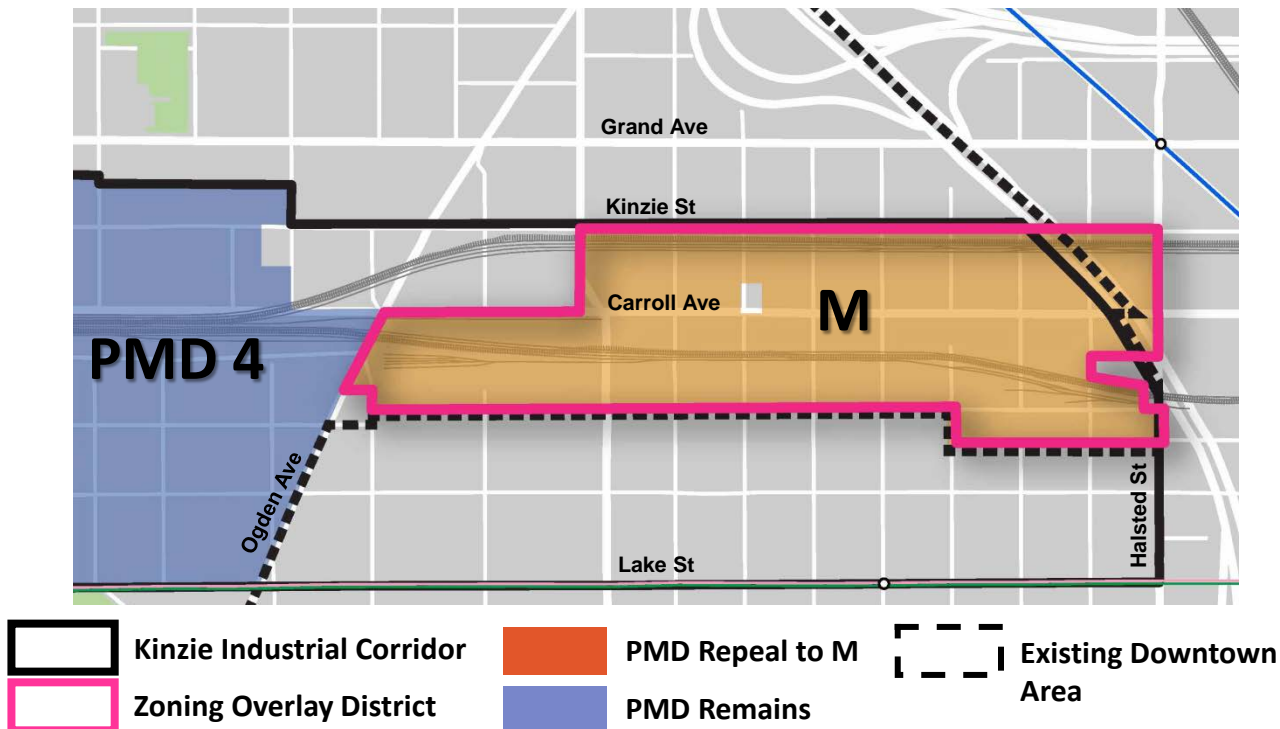 Grand Ave
Kinzie St
Carroll Ave
M
PMD 4
Ogden Ave
Halsted St
Lake St
Kinzie Industrial Corridor
Zoning Overlay District
PMD Repeal to M
PMD Remains
Existing Downtown
Area